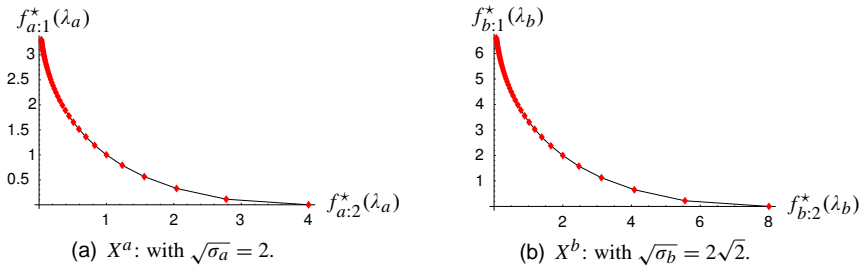 f⋆a:1(λa)
3
2.5
2
1.5
1
0.5
1 2 3 4
f⋆a:2(λa)
(a) Xᵃ: with √σa = 2.
f⋆b:1(λb)
6
5
4
3
2
1
2 4 6 8
f⋆b:2(λb)
(b) Xᵇ: with √σb = 2√2.